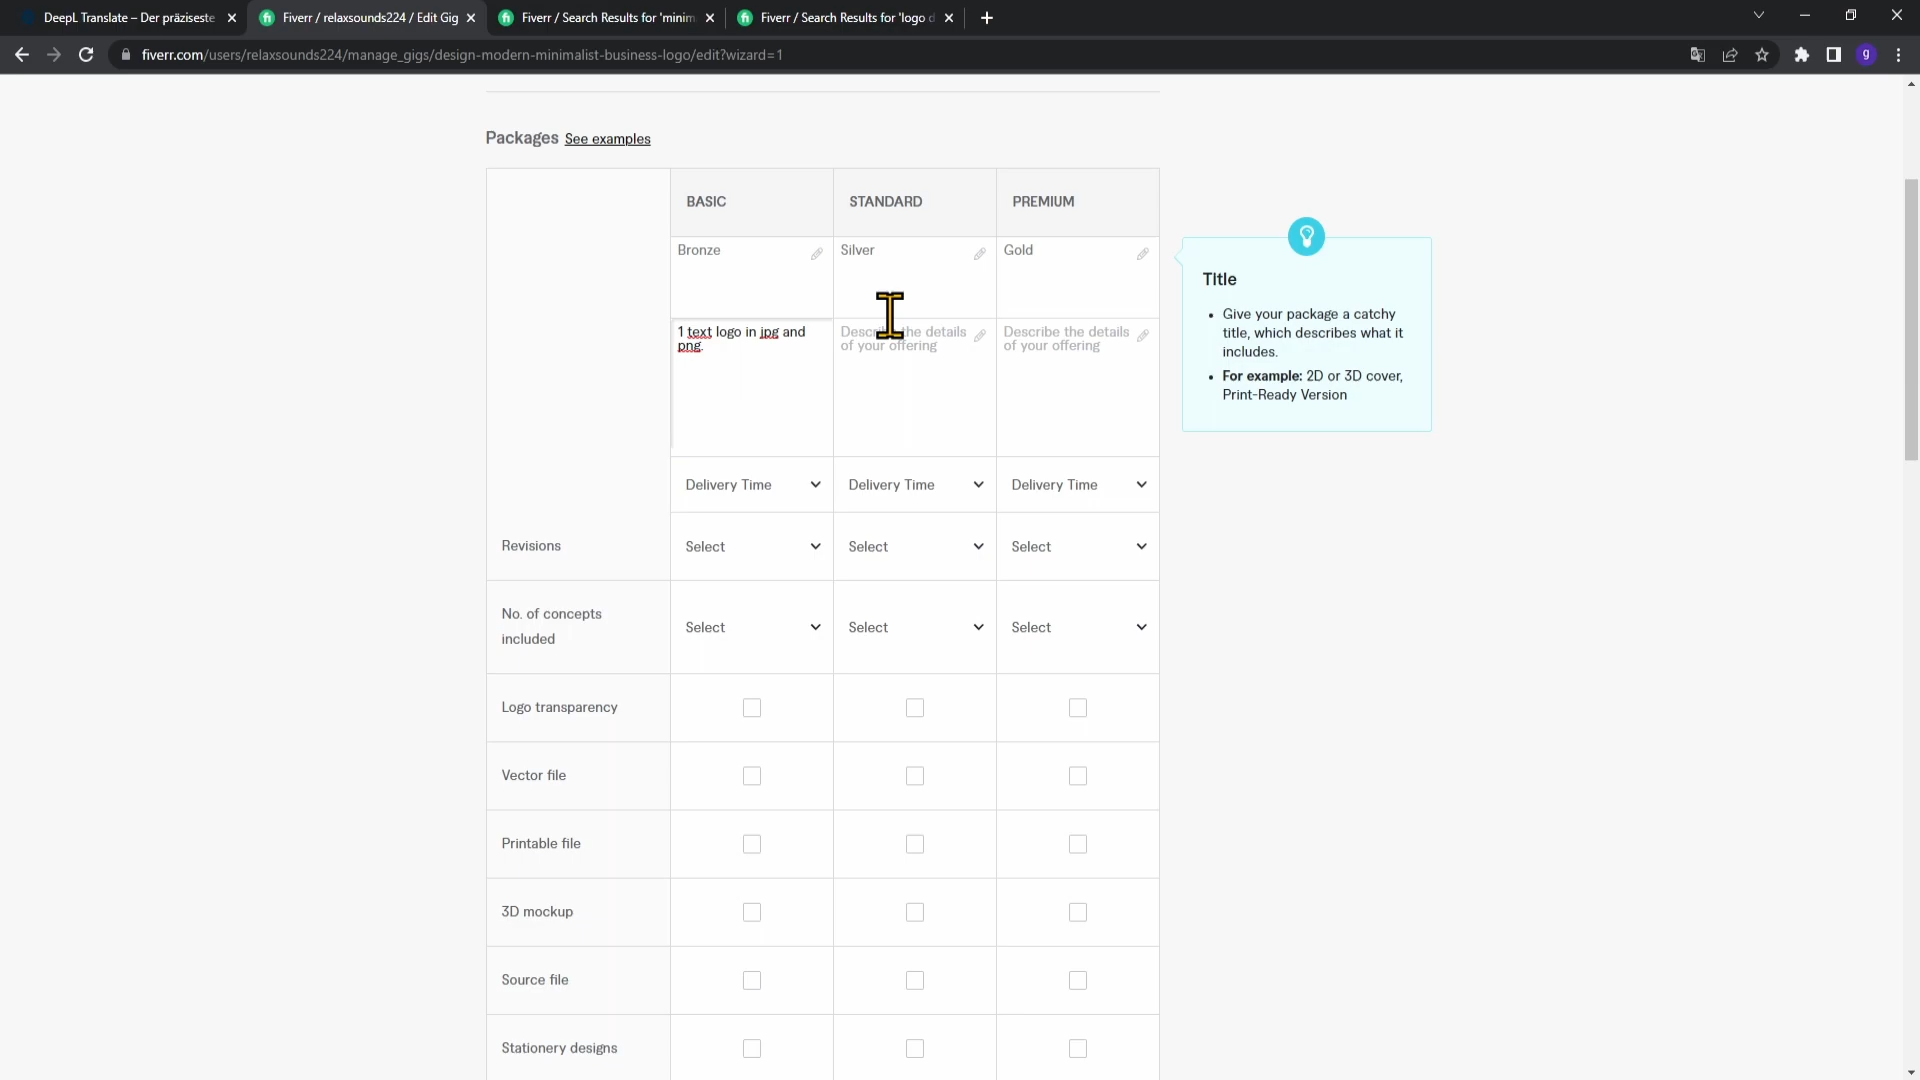 DeepL Translate – Der präziseste
Fiverr / relaxsounds224 / Edit Gig
Fiverr / Search Results for 'minim
Fiverr / Search Results for 'logo d
fiverr.com/users/relaxsounds224/manage_gigs/design-modern-minimalist-business-logo/edit?wizard=1
g
Packages See examples
BASIC STANDARD PREMIUM
Bronze Silver Gold
1 text logo in jpg and
png.
Describe the details
of your offering
Describe the details
of your offering
Title
• Give your package a catchy
title, which describes what it
includes.
• For example: 2D or 3D cover,
Print-Ready Version
Delivery Time Delivery Time Delivery Time
Revisions Select Select Select
No. of concepts
included
Select Select Select
Logo transparency
Vector file
Printable file
3D mockup
Source file
Stationery designs